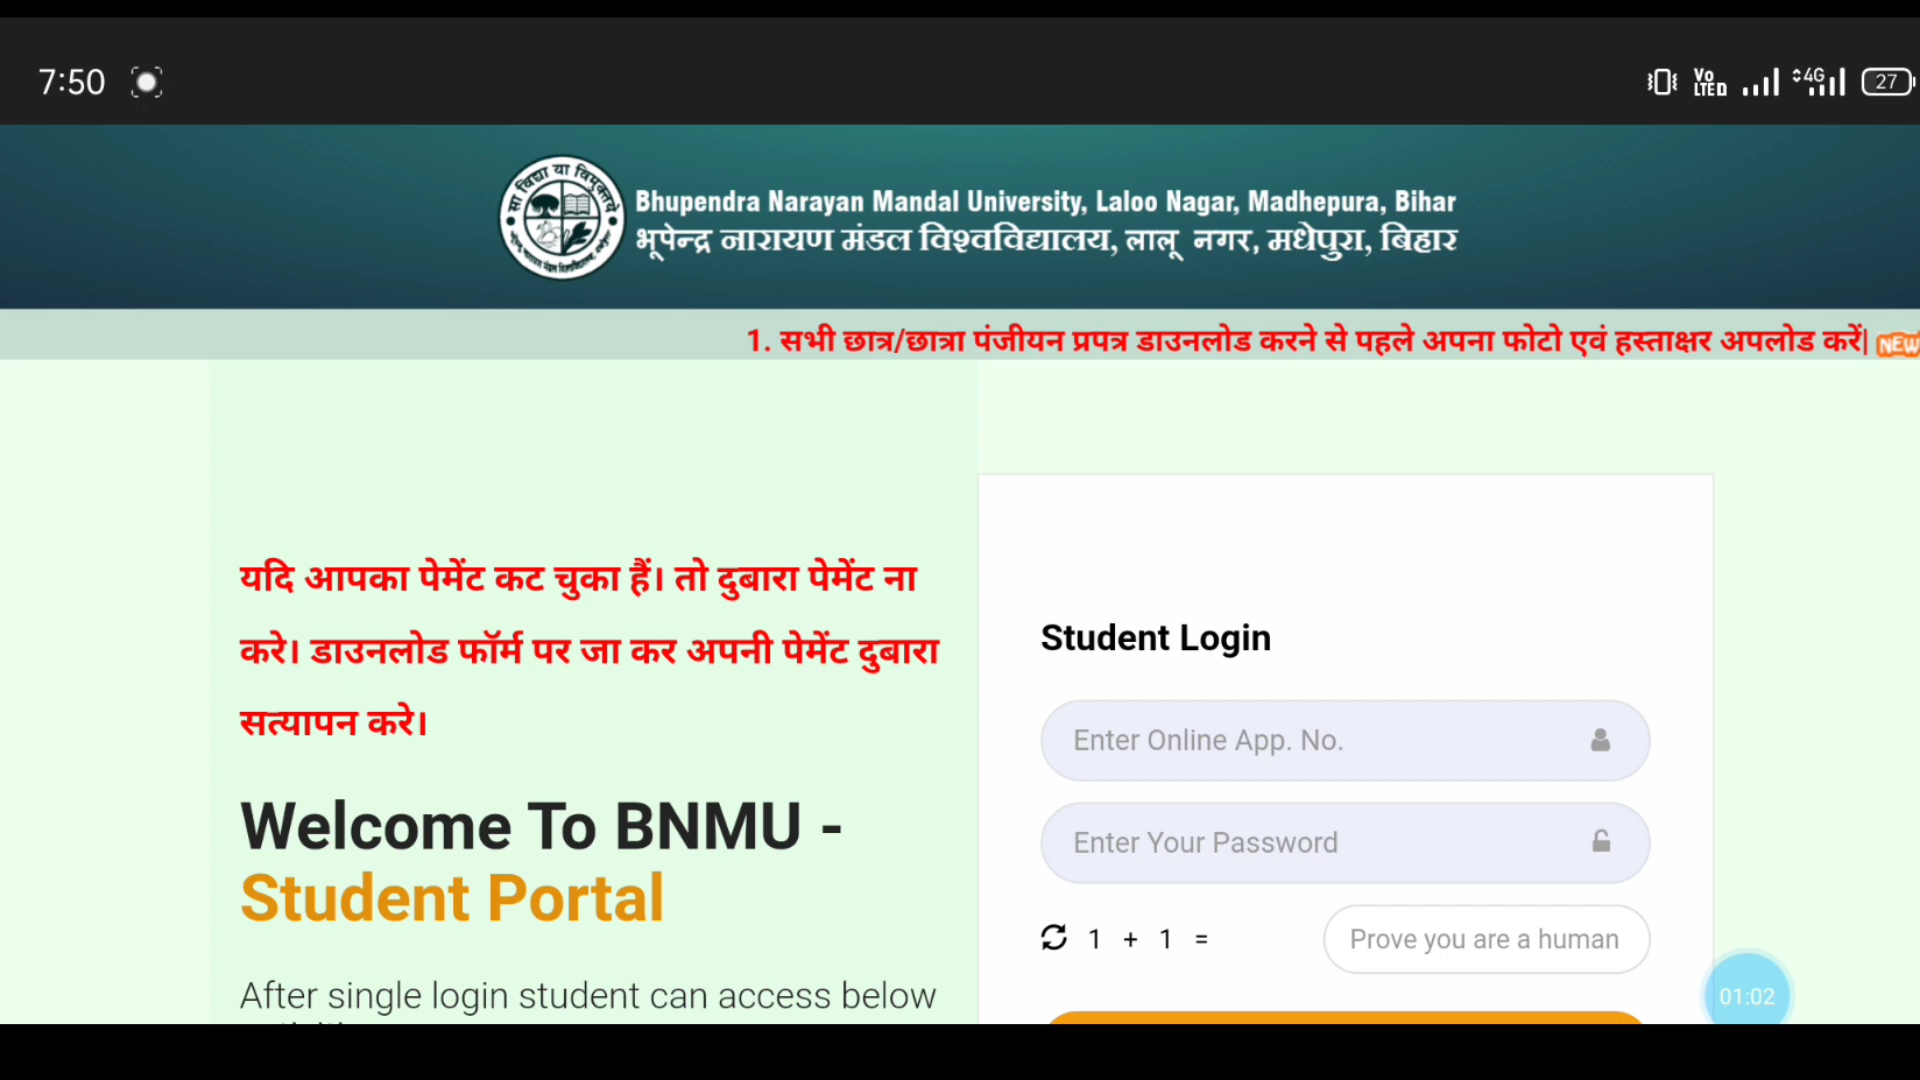 7:50
Vo
LTED
4G
27
Bhupendra Narayan Mandal University, Laloo Nagar, Madhepura, Bihar
भूपेन्द्र नारायण मंडल विश्वविद्यालय, लालू नगर, मधेपुरा, बिहार
1. सभी छात्र/छात्रा पंजीयन प्रपत्र डाउनलोड करने से पहले अपना फोटो एवं हस्ताक्षर अपलोड करें| NEW
यदि आपका पेमेंट कट चुका हैं। तो दुबारा पेमेंट ना
करे। डाउनलोड फॉर्म पर जा कर अपनी पेमेंट दुबारा
सत्यापन करे।
Welcome To BNMU -
Student Portal
After single login student can access below
Student Login
Enter Online App. No.
Enter Your Password
1 + 1 =
Prove you are a human
01:02